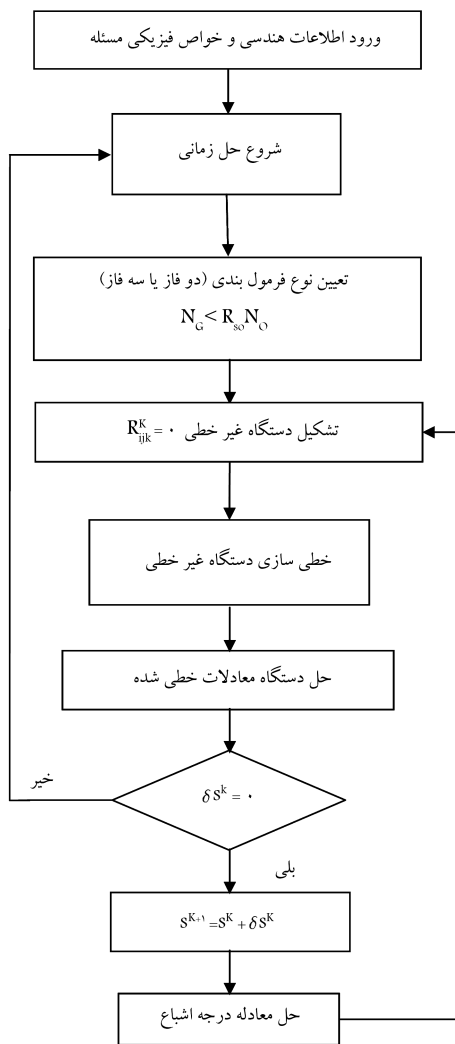 ورود اطلاعات هندسی و خواص فیزیکی مسئله
شروع حل زمانی
تعیین نوع فرمول بندی (دو فاز یا سه فاز)
N_G < R_so N_O
تشکیل دستگاه غیر خطی R_ijk^K = ۰
خطی سازی دستگاه غیر خطی
حل دستگاه معادلات خطی شده
δS^k = ۰
خیر
بلی
S^K+۱ = S^K + δS^K
حل معادله درجه اشباع